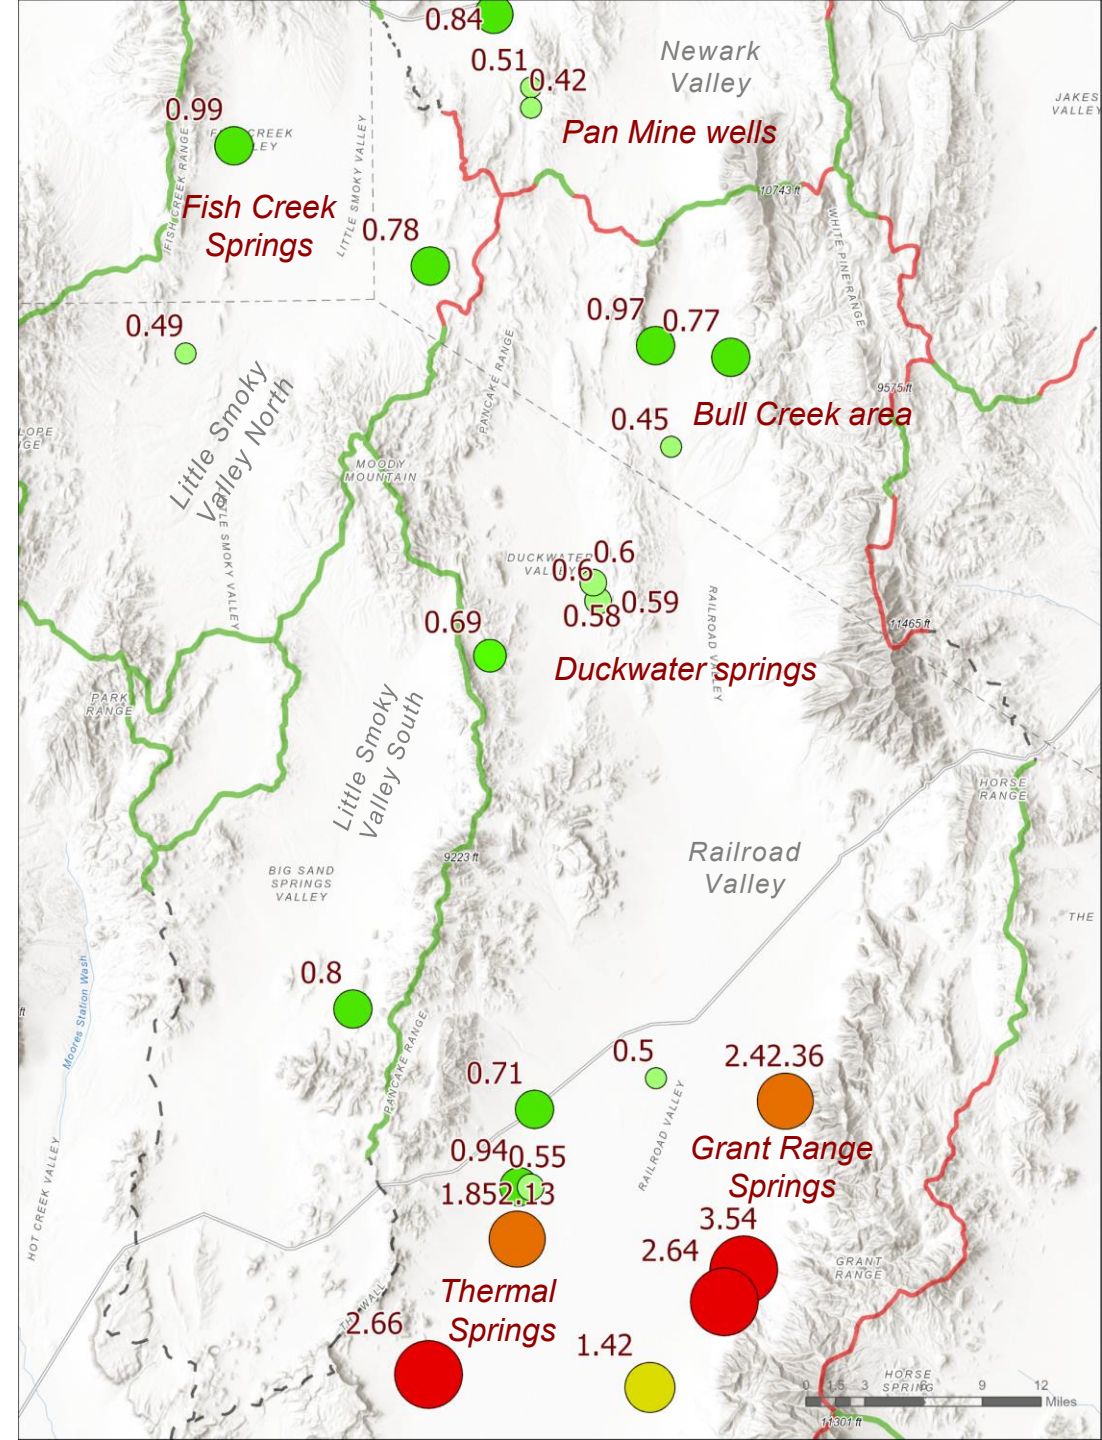 0.84
Newark
Valley
0.51
0.42
JAKES
VALLEY
0.99
Pan Mine wells
FISH CREEK RANGE
LITTLE SMOKY VALLEY
10743 ft
Fish Creek
Springs
0.78
WHITE PINE RANGE
0.97
0.77
0.49
PANCAKE RANGE
9575 ft
0.45
Bull Creek area
Little Smoky
Valley North
MOODY
MOUNTAIN
SMOKY VALLEY
DUCKWATER
0.6
0.6
0.58
0.59
RAILROAD VALLEY
0.69
11465 ft
Duckwater springs
PARK
RANGE
Little Smoky
Valley South
HORSE
RANGE
9223 ft
Railroad
Valley
BIG SAND
SPRINGS
VALLEY
THE
0.8
Moores Station Wash
ft
PANCAKE RANGE
0.71
0.5
2.4
2.36
RAILROAD VALLEY
Grant Range
Springs
0.94
0.55
1.85
2.13
HOT CREEK VALLEY
3.54
2.64
GRANT
RANGE
Thermal
Springs
2.66
1.42
HORSE
SPRING
0 1.5 3 6 9 12
Miles
11301 ft